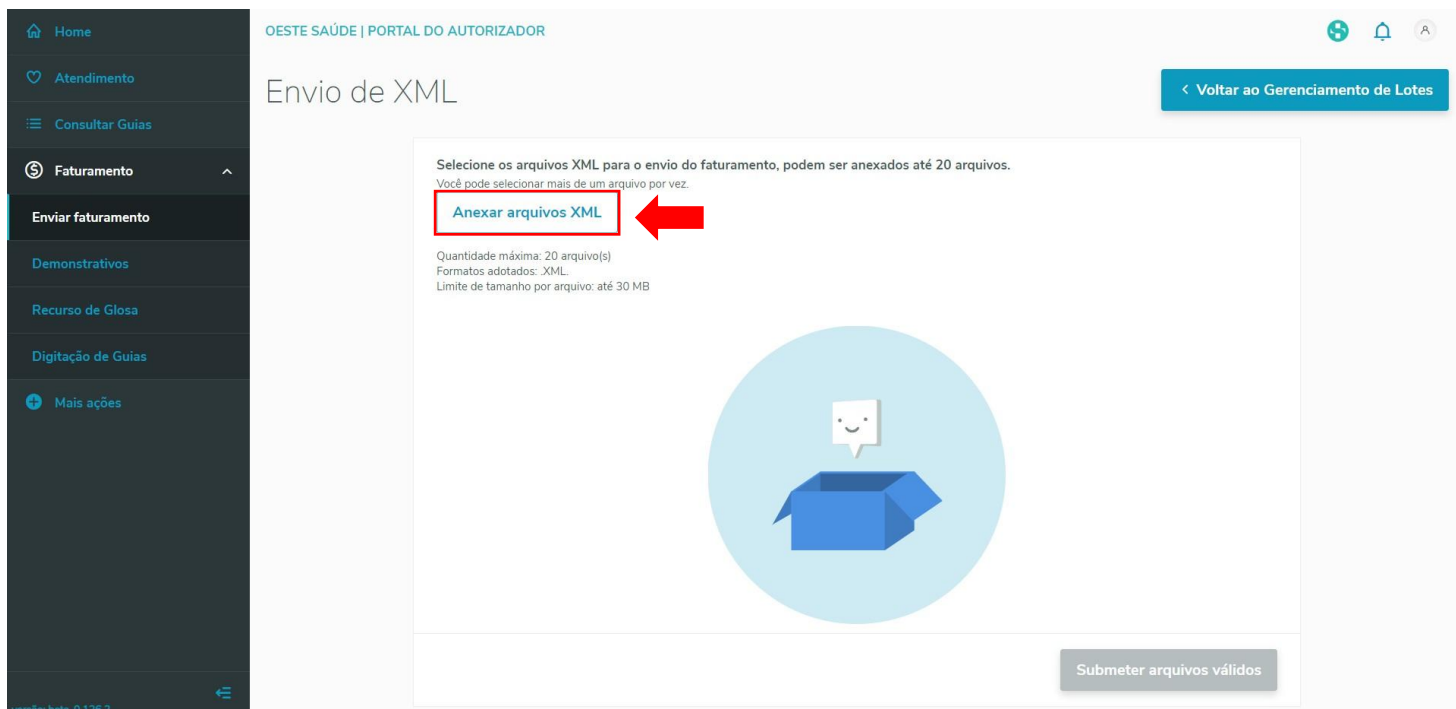 Home
Atendimento
Consultar Guias
Faturamento
Enviar faturamento
Demonstrativos
Recurso de Glosa
Digitação de Guias
Mais ações
OESTE SAÚDE | PORTAL DO AUTORIZADOR
A
Envio de XML
< Voltar ao Gerenciamento de Lotes
Selecione os arquivos XML para o envio do faturamento, podem ser anexados até 20 arquivos.
Você pode selecionar mais de um arquivo por vez.
Anexar arquivos XML
Quantidade máxima: 20 arquivo(s)
Formatos adotados: .XML.
Limite de tamanho por arquivo: até 30 MB
Submeter arquivos válidos